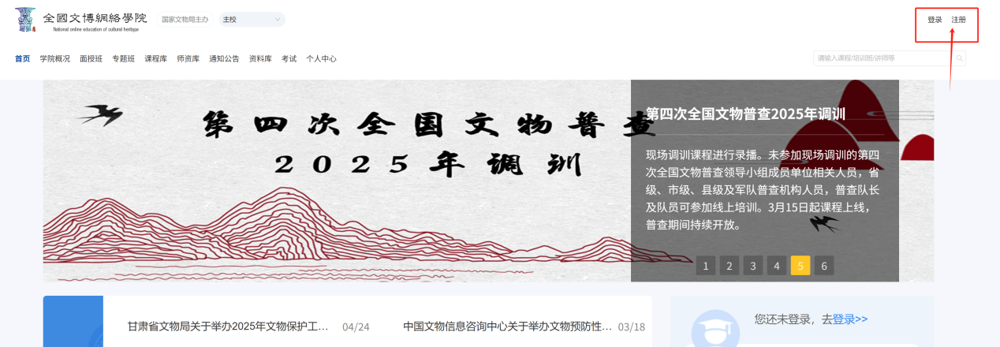 全國文博網絡學院
National online education of cultural heritage
国家文物局主办
主校
登录 注册
首页 学院概况 面授班 专题班 课程库 师资库 通知公告 资料库 考试 个人中心
请输入课程/培训班/讲师等
第四次全国文物普查
2025年调训
第四次全国文物普查2025年调训
现场调训课程进行录播。未参加现场调训的第四
次全国文物普查领导小组成员单位相关人员，省
级、市级、县级及军队普查机构人员，普查队长
及队员可参加线上培训。3月15日起课程上线，
普查期间持续开放。
1 2 3 4 5 6
甘肃省文物局关于举办2025年文物保护工... 04/24
中国文物信息咨询中心关于举办文物预防性... 03/18
您还未登录，去登录>>